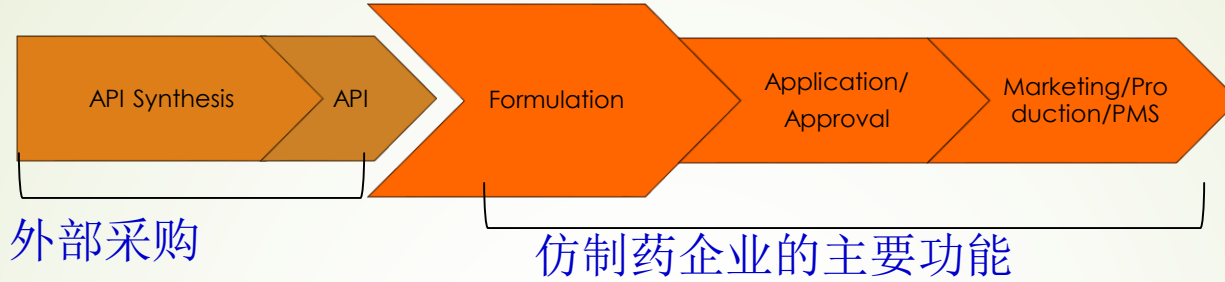 API Synthesis
API
Formulation
Application/
Approval
Marketing/Pro
duction/PMS
外部采购
仿制药企业的主要功能